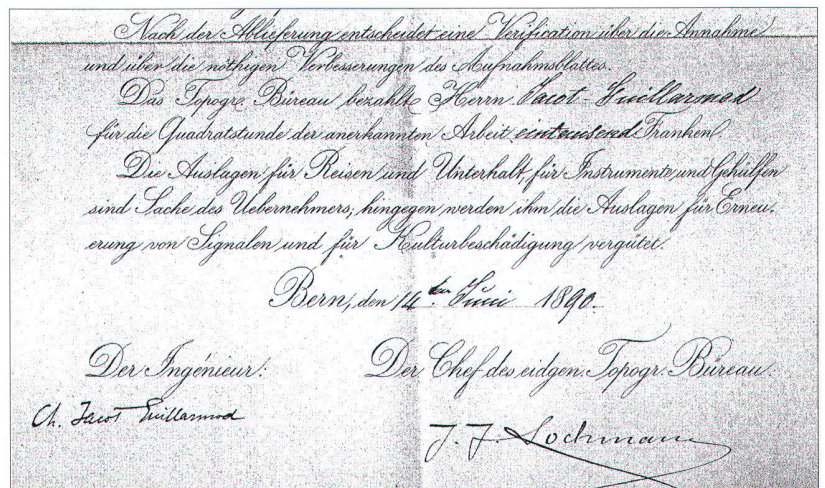 Nach der Ablieferung entscheidet eine Verification über die Annahme
und über die nöthigen Verbesserungen des Aufnahmsblattes.
Das Topogr. Büreau bezahlt Herrn Jacot-Guillarmod
für die Quadratstunde der anerkannten Arbeit eintausend Franken.
Die Auslagen für Reisen und Unterhalt, für Instrumente und Gehülfen
sind Sache des Uebernehmers, hingegen werden ihm die Auslagen für Erneu-
erung von Signalen und für Kulturbeschädigung vergütet.
Bern, den 14ten Juni 1890.
Der Ingénieur: Der Chef des eidgen. Topogr. Büreau:
Ch. Jacot Guillarmod
J. J. Lochmann